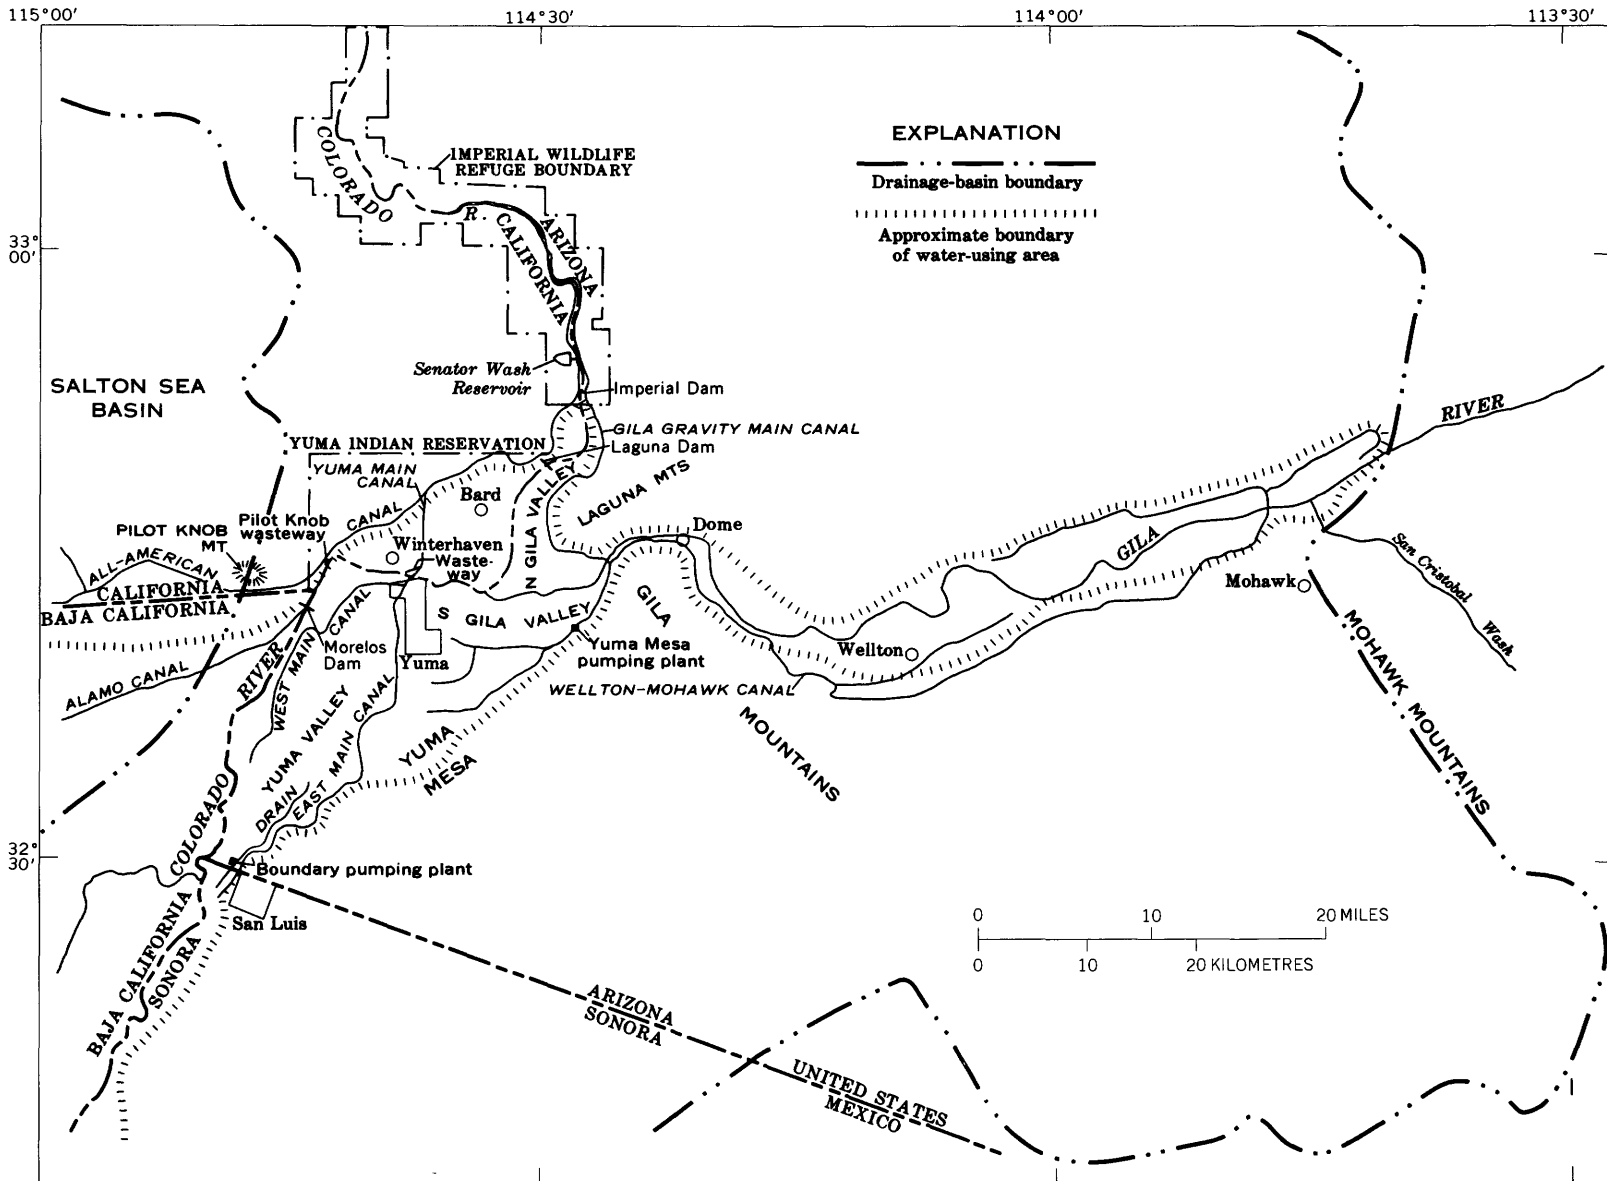 115°00'
114°30'
114°00'
113°30'
EXPLANATION
Drainage-basin boundary
Approximate boundary
of water-using area
COLORADO
R.
IMPERIAL WILDLIFE
REFUGE BOUNDARY
ARIZONA
CALIFORNIA
33°
00'
Senator Wash
Reservoir
Imperial Dam
SALTON SEA
BASIN
GILA GRAVITY MAIN CANAL
Laguna Dam
YUMA INDIAN RESERVATION
YUMA MAIN
CANAL
RIVER
LAGUNA MTS
Bard
N GILA VALLEY
CANAL
PILOT KNOB
MT
Pilot Knob
wasteway
Dome
Winterhaven
Waste-
way
ALL-AMERICAN
GILA
San Cristobal
Wash
Mohawk
CALIFORNIA
BAJA CALIFORNIA
S GILA VALLEY
GILA
Yuma Mesa
pumping plant
WEST MAIN CANAL
Morelos
Dam
Yuma
Wellton
MOHAWK MOUNTAINS
RIVER
ALAMO CANAL
WELLTON-MOHAWK CANAL
YUMA VALLEY
EAST MAIN CANAL
YUMA
MESA
MOUNTAINS
DRAIN
COLORADO
32°
30'
Boundary pumping plant
San Luis
BAJA CALIFORNIA
SONORA
0 10 20 MILES
0 10 20 KILOMETRES
ARIZONA
SONORA
UNITED STATES
MEXICO